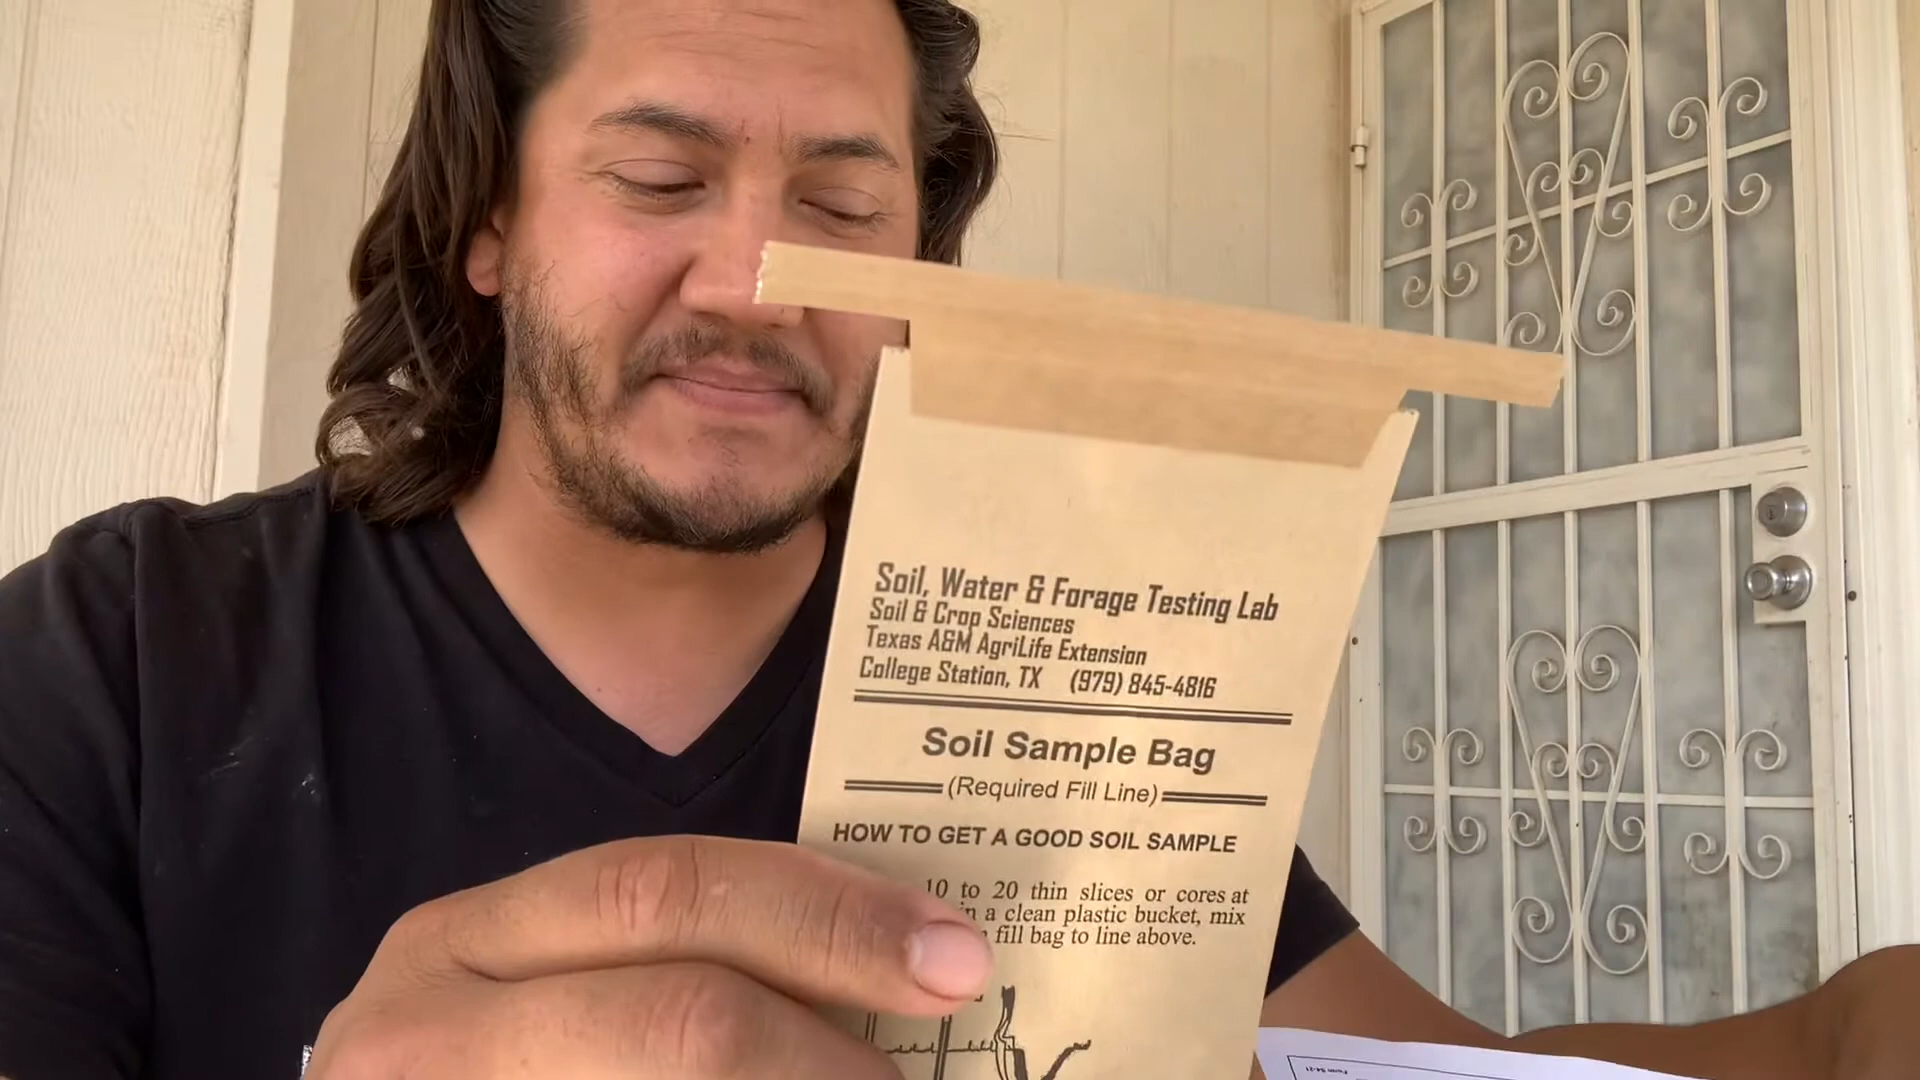 Soil, Water & Forage Testing Lab
Soil & Crop Sciences
Texas A&M AgriLife Extension
College Station, TX (979) 845-4816
Soil Sample Bag
(Required Fill Line)
HOW TO GET A GOOD SOIL SAMPLE
10 to 20 thin slices or cores at
in a clean plastic bucket, mix
fill bag to line above.